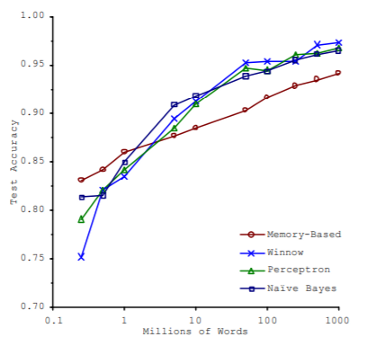 1.00
0.95
0.90
0.85
0.80
0.75
0.70
Test Accuracy
Memory-Based
Winnow
Perceptron
Naïve Bayes
0.1 1 10 100 1000
Millions of Words